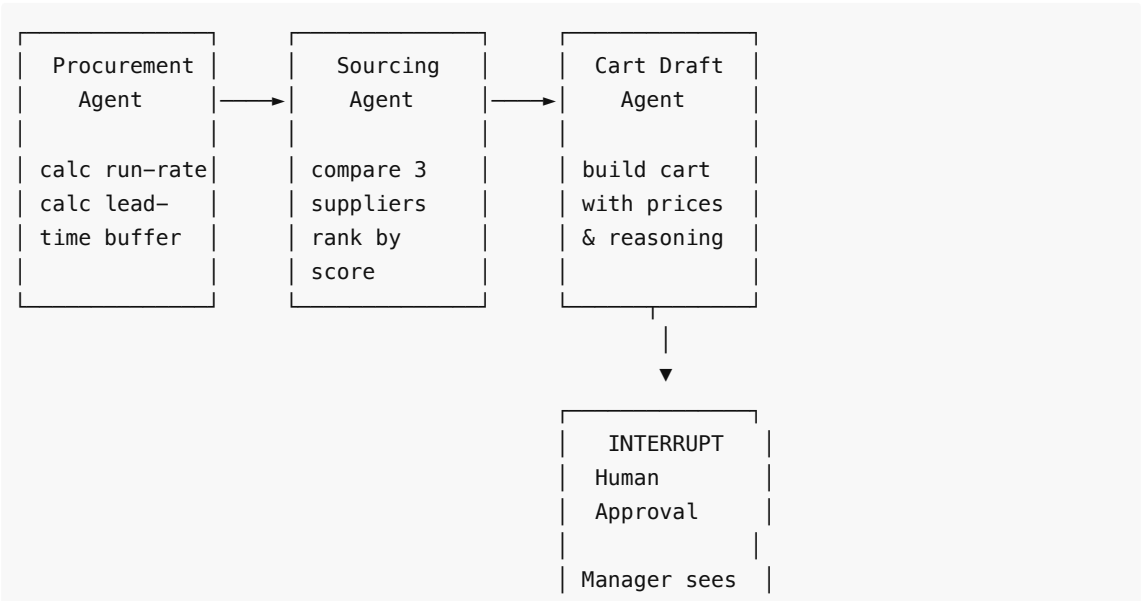 Procurement Agent
calc run-rate
calc lead-
time buffer
Sourcing Agent
compare 3
suppliers
rank by
score
Cart Draft Agent
build cart
with prices
& reasoning
INTERRUPT
Human
Approval
Manager sees